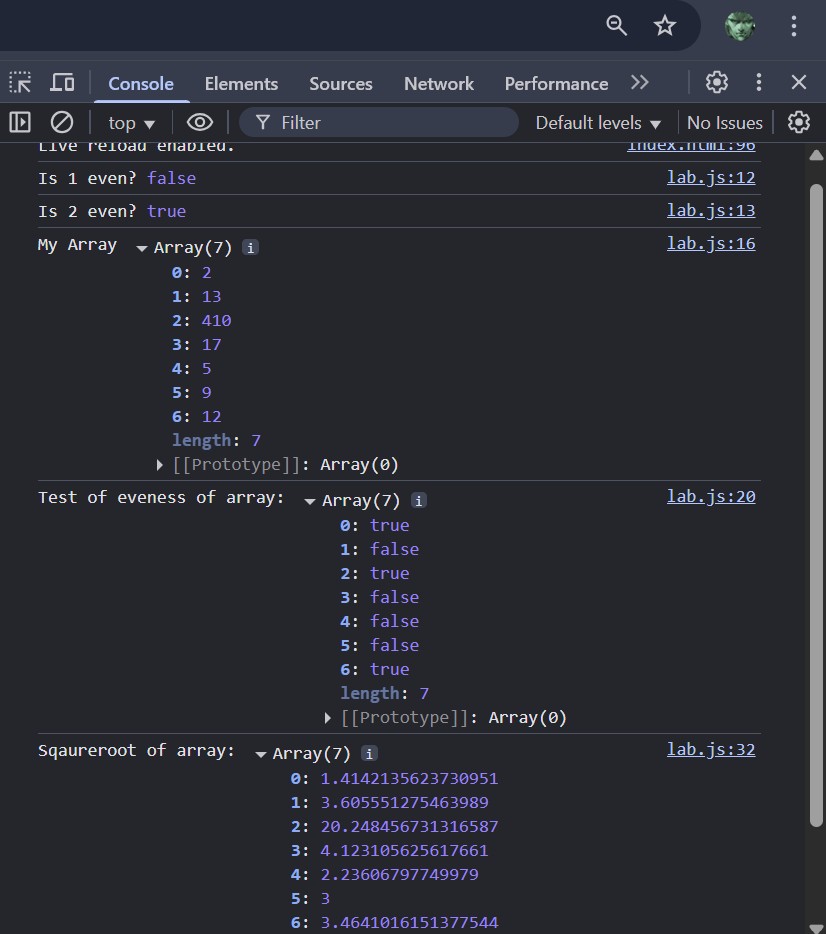 Console Elements Sources Network Performance
top Filter Default levels No Issues
Live reload enabled. index.html:96
Is 1 even? false lab.js:12
Is 2 even? true lab.js:13
My Array Array(7) i lab.js:16
0: 2
1: 13
2: 410
3: 17
4: 5
5: 9
6: 12
length: 7
[[Prototype]]: Array(0)
Test of eveness of array: Array(7) i lab.js:20
0: true
1: false
2: true
3: false
4: false
5: false
6: true
length: 7
[[Prototype]]: Array(0)
Sqaureroot of array: Array(7) i lab.js:32
0: 1.4142135623730951
1: 3.605551275463989
2: 20.248456731316587
3: 4.123105625617661
4: 2.23606797749979
5: 3
6: 3.4641016151377544